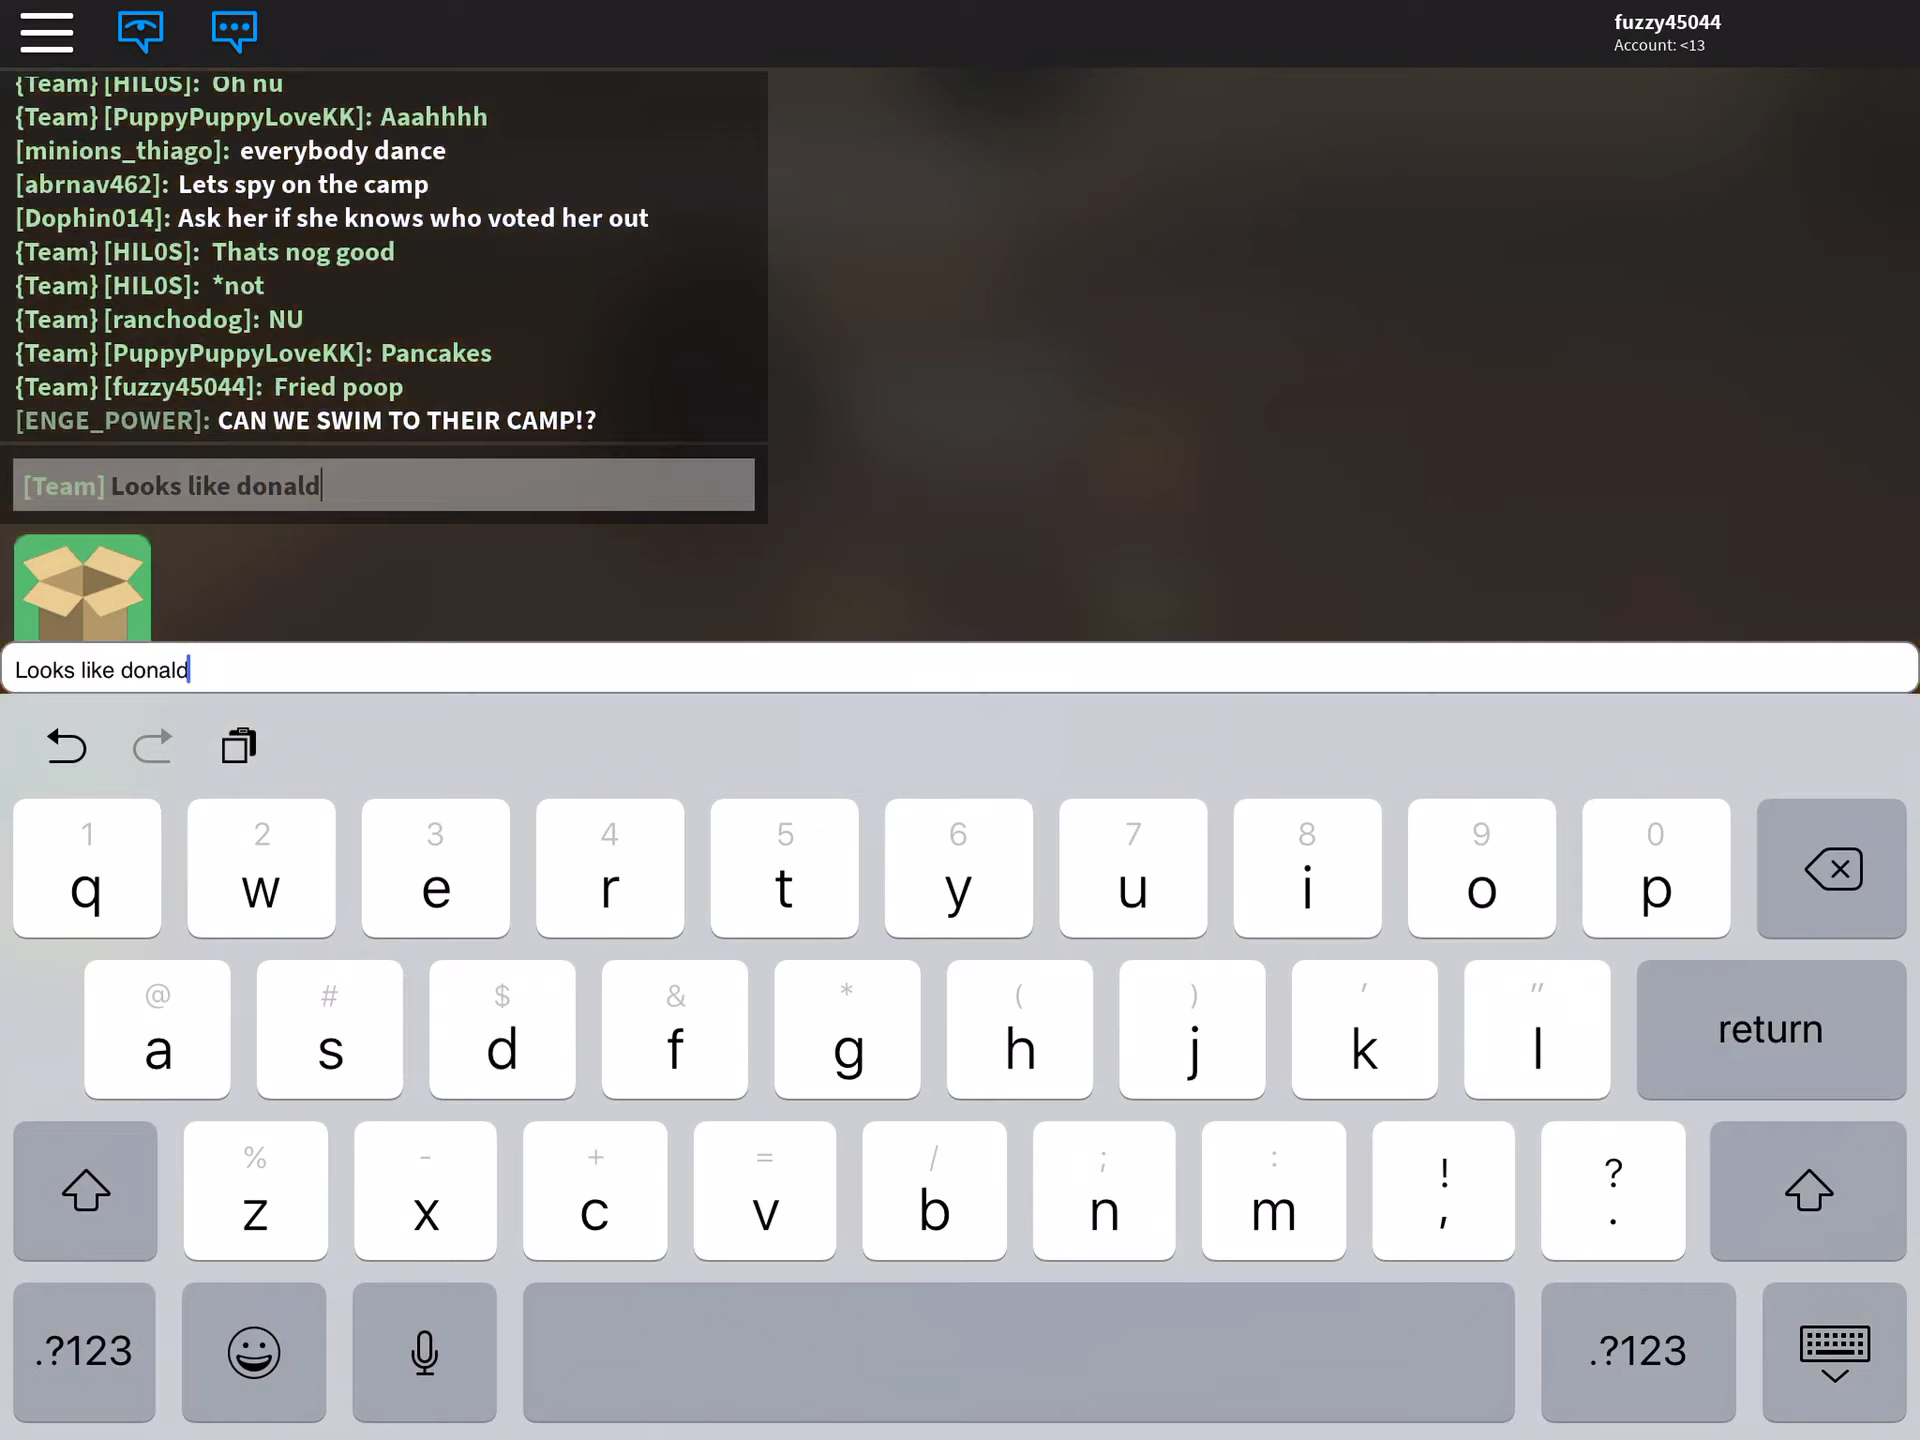 fuzzy45044
Account: <13
{Team} [HIL0S]: Oh nu
{Team} [PuppyPuppyLoveKK]: Aaahhhh
[minions_thiago]: everybody dance
[abrnav462]: Lets spy on the camp
[Dophin014]: Ask her if she knows who voted her out
{Team} [HIL0S]: Thats nog good
{Team} [HIL0S]: *not
{Team} [ranchodog]: NU
{Team} [PuppyPuppyLoveKK]: Pancakes
{Team} [fuzzy45044]: Fried poop
[ENGE_POWER]: CAN WE SWIM TO THEIR CAMP!?
[Team] Looks like donald
Looks like donald
1 2 3 4 5 6 7 8 9 0
q w e r t y u i o p
@ # $ & * ( ) ' "
a s d f g h j k l return
% - + = / ; : ! ?
z x c v b n m , .
.?123 .?123